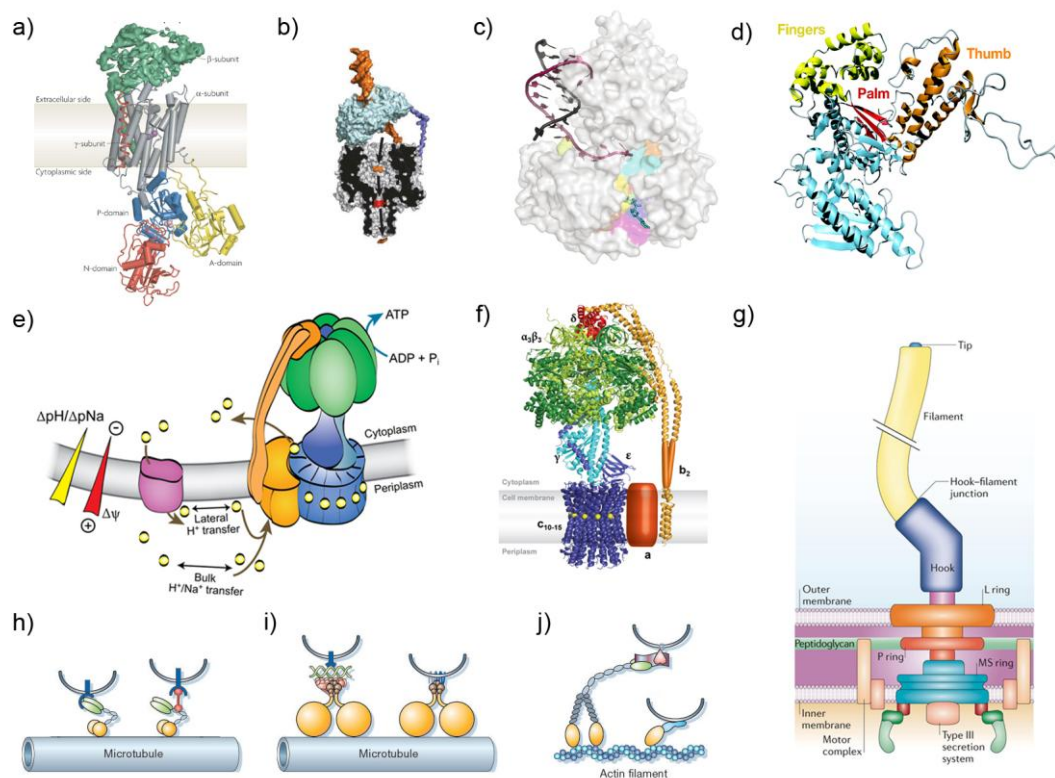 a)
β-subunit
Extracellular side
α-subunit
γ-subunit
Cytoplasmic side
P-domain
N-domain
A-domain
b)
c)
d)
Fingers
Thumb
Palm
e)
ATP
ADP + Pi
ΔpH/ΔpNa
Δψ
Cytoplasm
Periplasm
Lateral
H⁺ transfer
Bulk
H⁺/Na⁺ transfer
f)
δ
α₃β₃
γ
ε
b₂
Cytoplasm
Cell membrane
C₁₀₋₁₅
a
Periplasm
g)
Tip
Filament
Hook–filament
junction
Hook
Outer
membrane
L ring
Peptidoglycan
P ring
MS ring
Inner
membrane
Motor
complex
Type III
secretion
system
h)
Microtubule
i)
Microtubule
j)
Actin filament